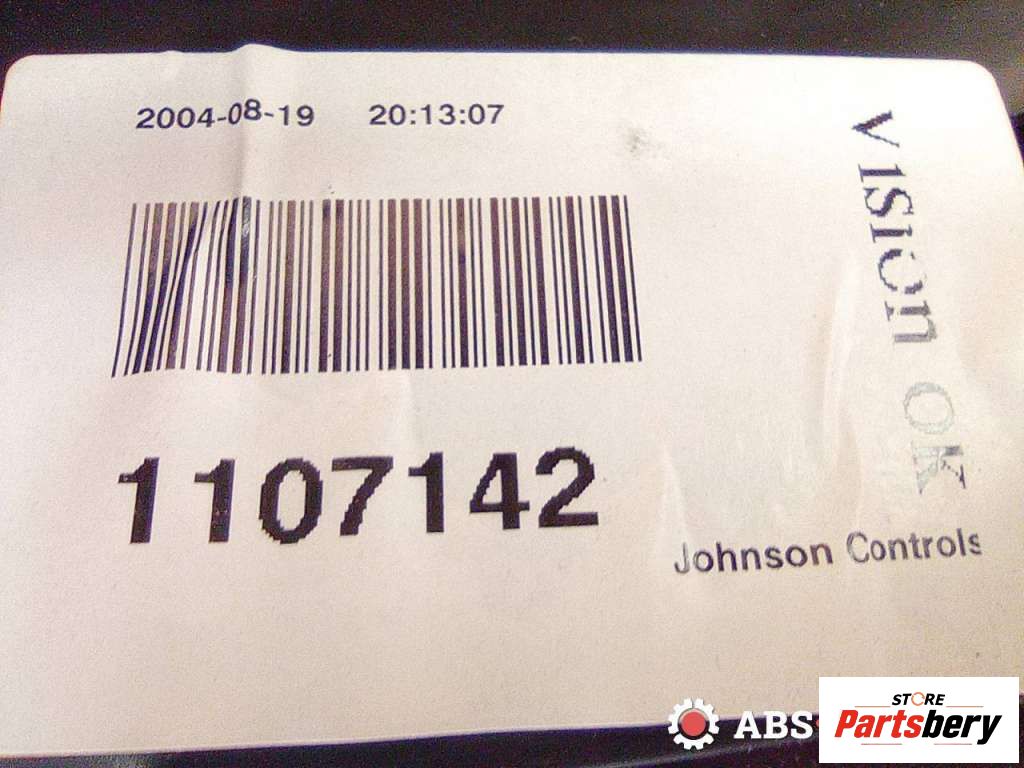 2004-08-19 20:13:07
Vision OK
1107142
Johnson Controls
ABS
STORE
Partsbery